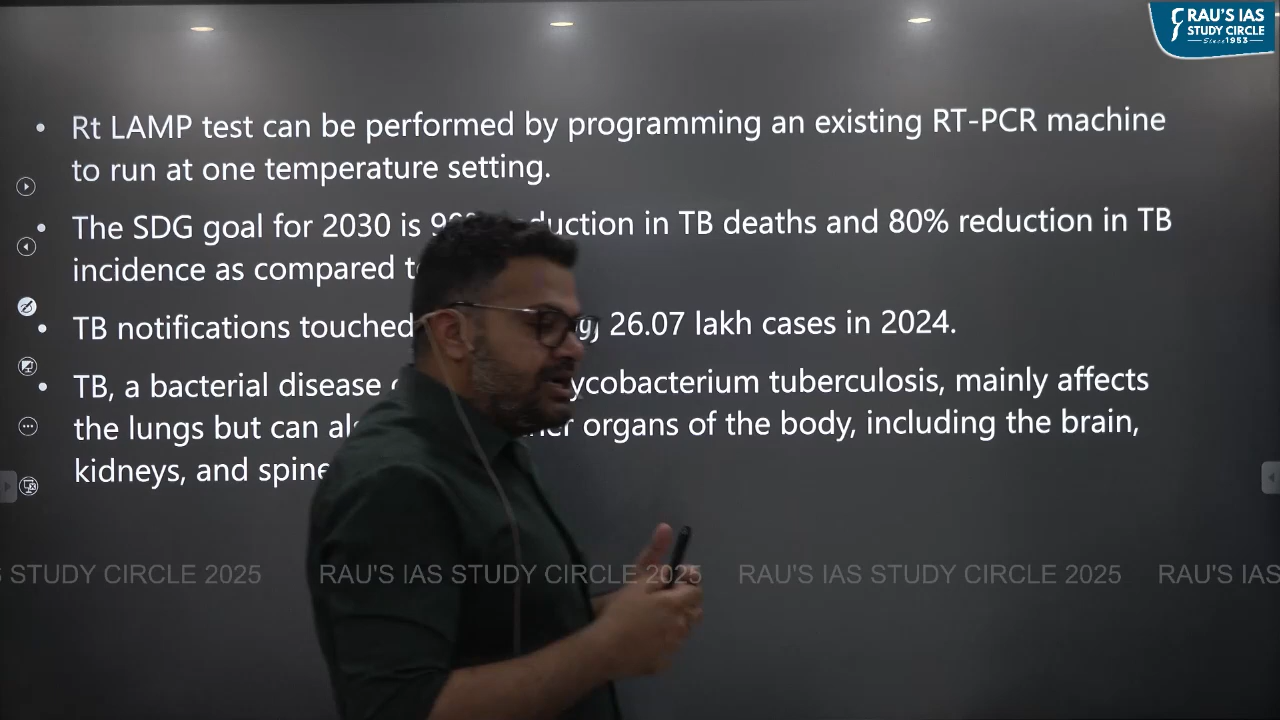 RAU'S IAS
STUDY CIRCLE
Since 1953
• Rt LAMP test can be performed by programming an existing RT-PCR machine
to run at one temperature setting.
• The SDG goal for 2030 is in TB deaths and 80% reduction in TB
incidence as compared
• TB notifications touched 26.07 lakh cases in 2024.
• TB, a bacterial disease tuberculosis, mainly affects
the lungs but can organs of the body, including the brain,
kidneys, and
STUDY CIRCLE 2025 RAU'S IAS STUDY CIRCLE 2025 RAU'S IAS STUDY CIRCLE 2025 RAU'S IAS